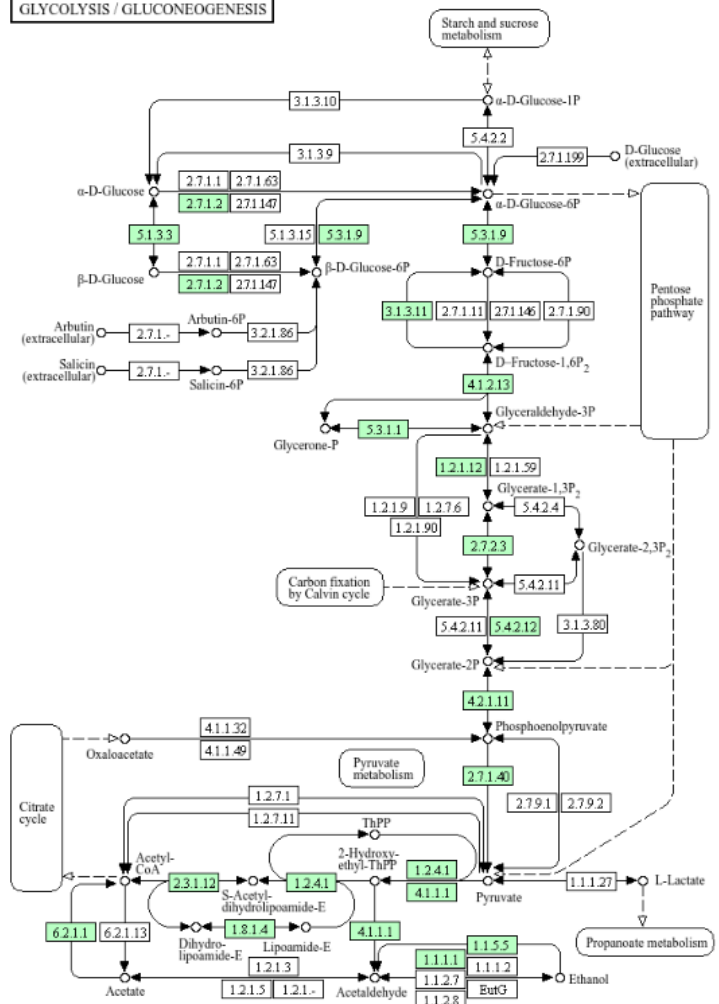 GLYCOLYSIS / GLUCONEOGENESIS
Starch and sucrose
metabolism
3.1.3.10
α-D-Glucose-1P
5.4.2.2
3.1.3.9
2.7.1.199
D-Glucose
(extracellular)
2.7.1.1
2.7.1.63
α-D-Glucose
2.7.1.2
2.7.1.147
α-D-Glucose-6P
5.1.3.3
5.1.3.15
5.3.1.9
5.3.1.9
2.7.1.1
2.7.1.63
D-Fructose-6P
β-D-Glucose
2.7.1.2
2.7.1.147
β-D-Glucose-6P
Pentose
phosphate
pathway
3.1.3.11
2.7.1.11
2.7.1.146
2.7.1.90
Arbutin
(extracellular)
2.7.1.-
Arbutin-6P
3.2.1.86
Salicin
(extracellular)
2.7.1.-
Salicin-6P
3.2.1.86
D-Fructose-1,6P2
4.1.2.13
Glyceraldehyde-3P
Glycerone-P
5.3.1.1
1.2.1.12
1.2.1.59
Glycerate-1,3P2
1.2.1.9
1.2.7.6
5.4.2.4
1.2.1.90
2.7.2.3
Glycerate-2,3P2
Carbon fixation
by Calvin cycle
5.4.2.11
Glycerate-3P
5.4.2.11
5.4.2.12
3.1.3.80
Glycerate-2P
4.2.1.11
4.1.1.32
Phosphoenolpyruvate
Oxaloacetate
4.1.1.49
Pyruvate
metabolism
2.7.1.40
Citrate
cycle
1.2.7.1
2.7.9.1
2.7.9.2
1.2.7.11
ThPP
Acetyl-
CoA
2-Hydroxy-
ethyl-ThPP
1.2.4.1
2.3.1.12
S-Acetyl-
dihydrolipoamide-E
1.2.4.1
4.1.1.1
Pyruvate
1.1.1.27
L-Lactate
6.2.1.1
6.2.1.13
Dihydro-
lipoamide-E
1.8.1.4
Lipoamide-E
4.1.1.1
1.1.5.5
Propanoate metabolism
1.1.1.1
1.1.1.2
1.2.1.3
1.1.2.7
Ethanol
Acetate
1.2.1.5
1.2.1.-
Acetaldehyde
EutG
1.1.2.8